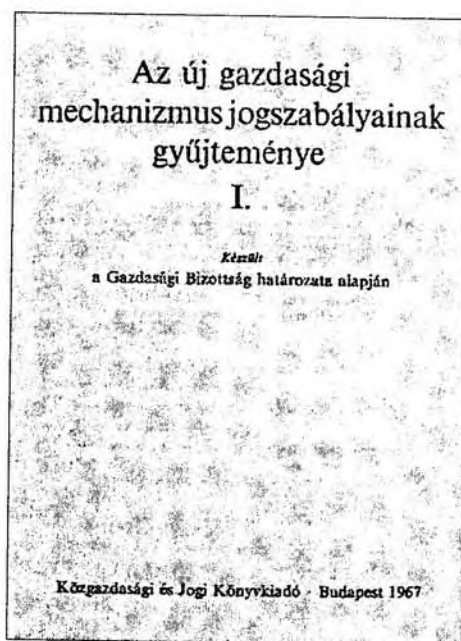 Az új gazdasági
mechanizmus jogszabályainak
gyűjteménye
I.
Készült
a Gazdasági Bizottság határozata alapján
Közgazdasági és Jogi Könyvkiadó · Budapest 1967